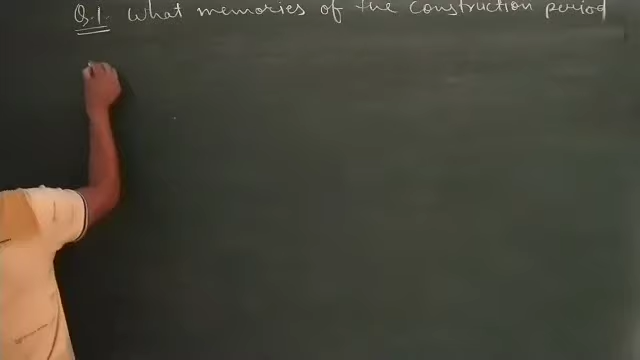 Q.1. What memories of the construction period